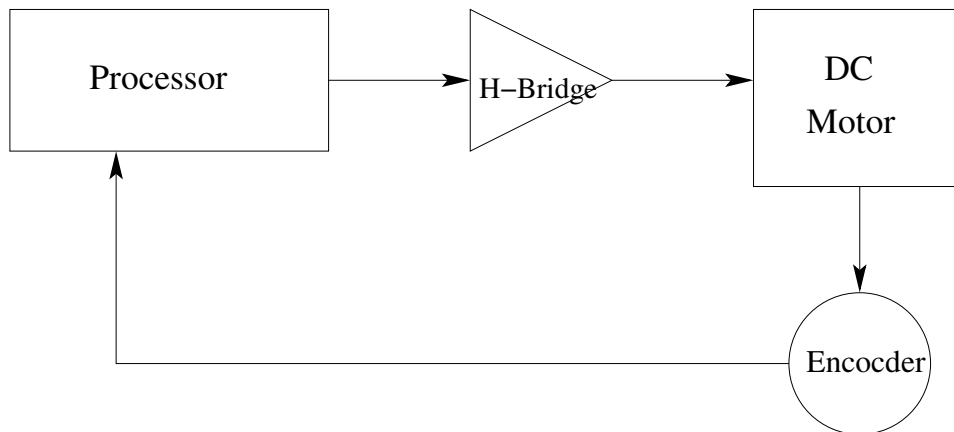 Processor
H−Bridge
DC
Motor
Encocder